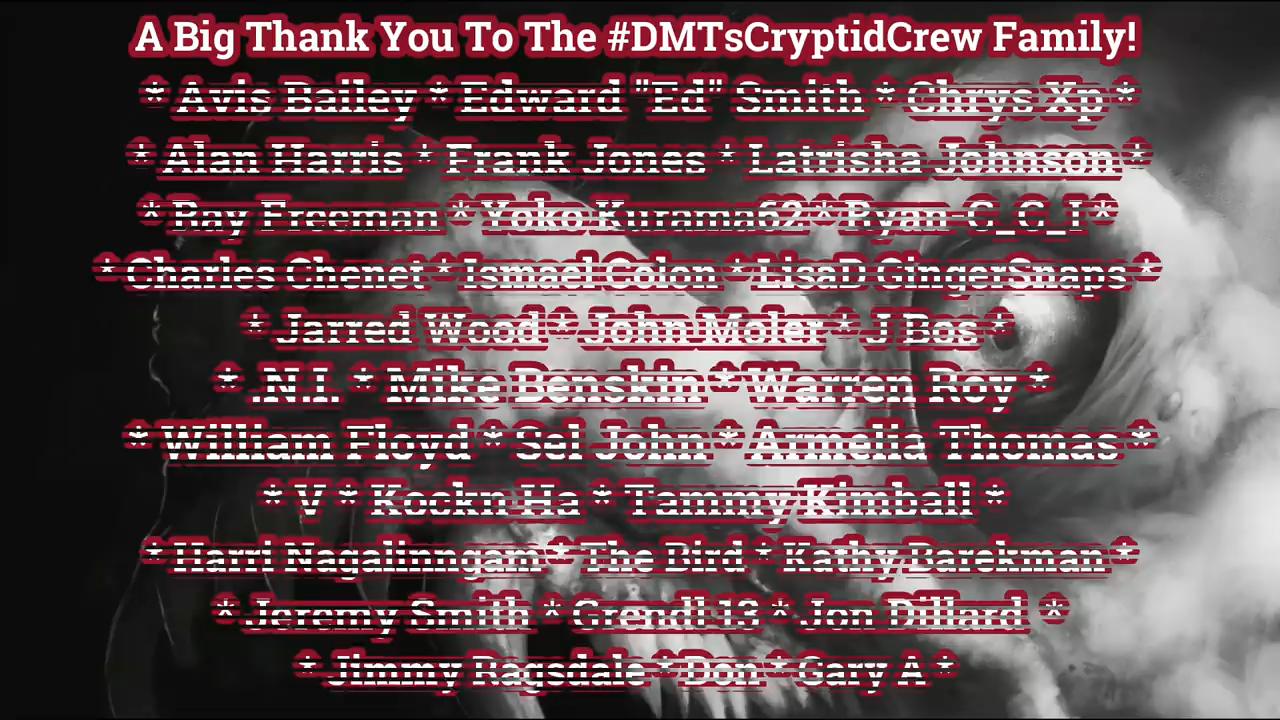 A Big Thank You To The #DMTsCryptidCrew Family!
* Avis Bailey * Edward "Ed" Smith * Chrys Xp *
* Alan Harris * Frank Jones * Latrisha Johnson *
* Ray Freeman * Yoko Kurama62 * Ryan-G_C_I *
* Charles Chenet * Ismael Colon * LisaD GingerSnaps *
* Jarred Wood * John Moler * J Bos *
* .N.I. * Mike Benskin * Warren Roy *
* William Floyd * Sel John * Armelia Thomas *
* V * Kockn Ha * Tammy Kimball *
* Harri Nagalinngam * The Bird * Kathy Barekman *
* Jeremy Smith * Grendl 13 * Jon Dillard *
* Jimmy Ragsdale * Don * Gary A *